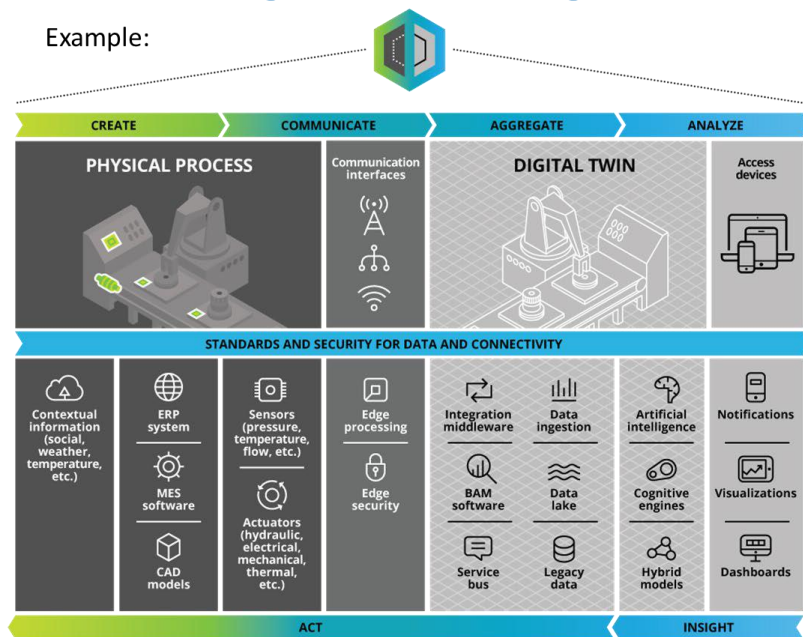 Example:
CREATE
COMMUNICATE
AGGREGATE
ANALYZE
PHYSICAL PROCESS
Communication
interfaces
DIGITAL TWIN
Access
devices
STANDARDS AND SECURITY FOR DATA AND CONNECTIVITY
Contextual
information
(social,
weather,
temperature,
etc.)
ERP
system
MES
software
CAD
models
Sensors
(pressure,
temperature,
flow, etc.)
Actuators
(hydraulic,
electrical,
mechanical,
thermal,
etc.)
Edge
processing
Edge
security
Integration
middleware
BAM
software
Service
bus
Data
ingestion
Data
lake
Legacy
data
Artificial
intelligence
Cognitive
engines
Hybrid
models
Notifications
Visualizations
Dashboards
ACT
INSIGHT